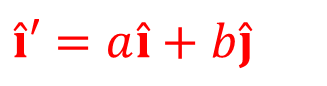 î′ = aî + bĵ